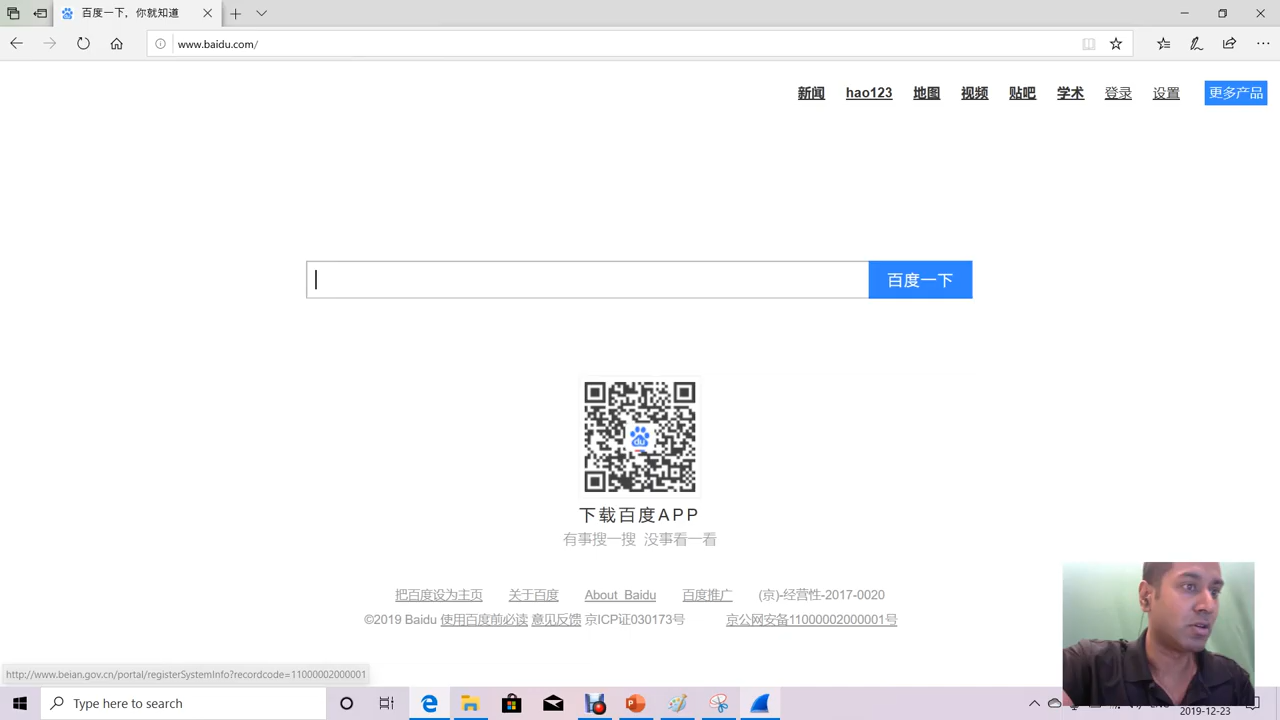 百度一下，你就知道
www.baidu.com/
新闻 hao123 地图 视频 贴吧 学术 登录 设置 更多产品
百度一下
du
下载百度APP
有事搜一搜 没事看一看
把百度设为主页 关于百度 About Baidu 百度推广 (京)-经营性-2017-0020
©2019 Baidu 使用百度前必读 意见反馈 京ICP证030173号 京公网安备11000002000001号
http://www.beian.gov.cn/portal/registerSystemInfo?recordcode=11000002000001
Type here to search
2019-12-23